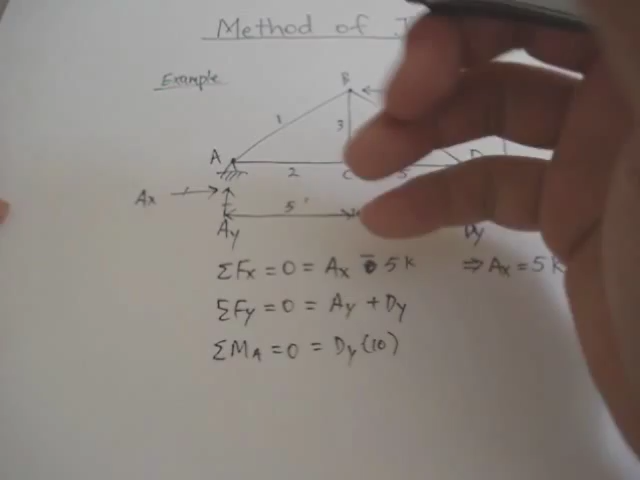 Method of
Example
B
1
3
A
2
C
5
Ax
5'
Ay
Dy
ΣFx = 0 = Ax - 5K ⇒ Ax = 5K
ΣFy = 0 = Ay + Dy
ΣMA = 0 = Dy(10)